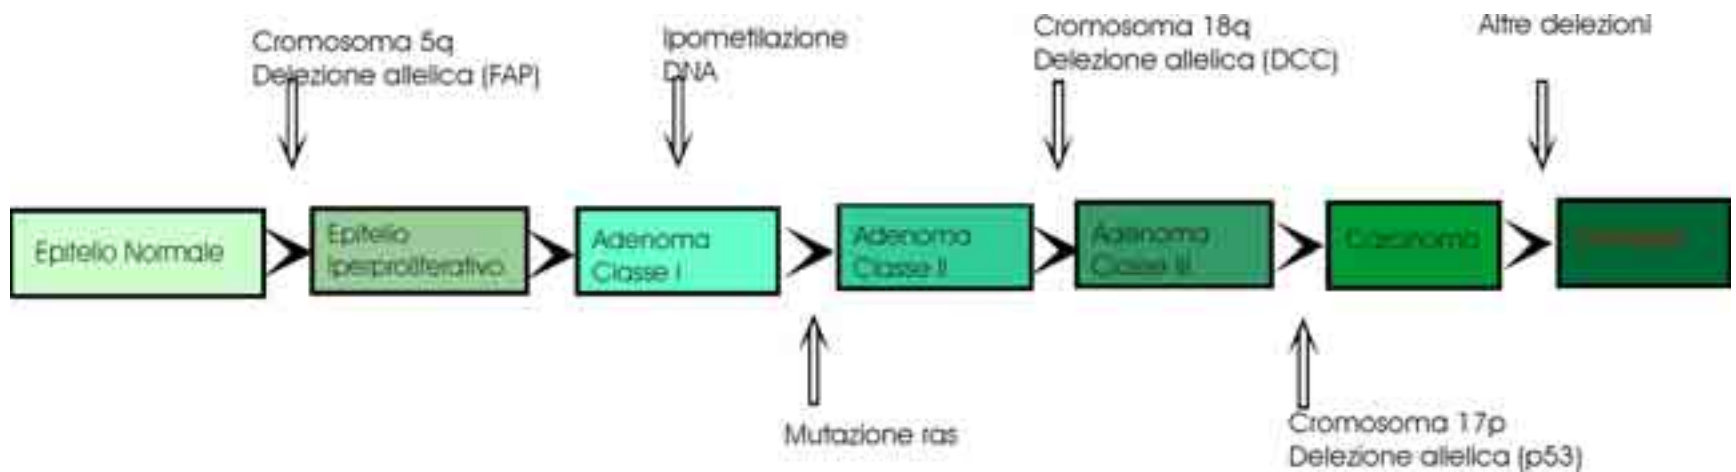 Cromosoma 5q
Delezione allelica (FAP)
Ipometilazione
DNA
Cromosoma 18q
Delezione allelica (DCC)
Altre delezioni
Epitelio Normale
Epitelio
Iperproliferativo
Adenoma
Classe I
Adenoma
Classe II
Adenoma
Classe III
Carcinoma
Mutazione ras
Cromosoma 17p
Delezione allelica (p53)